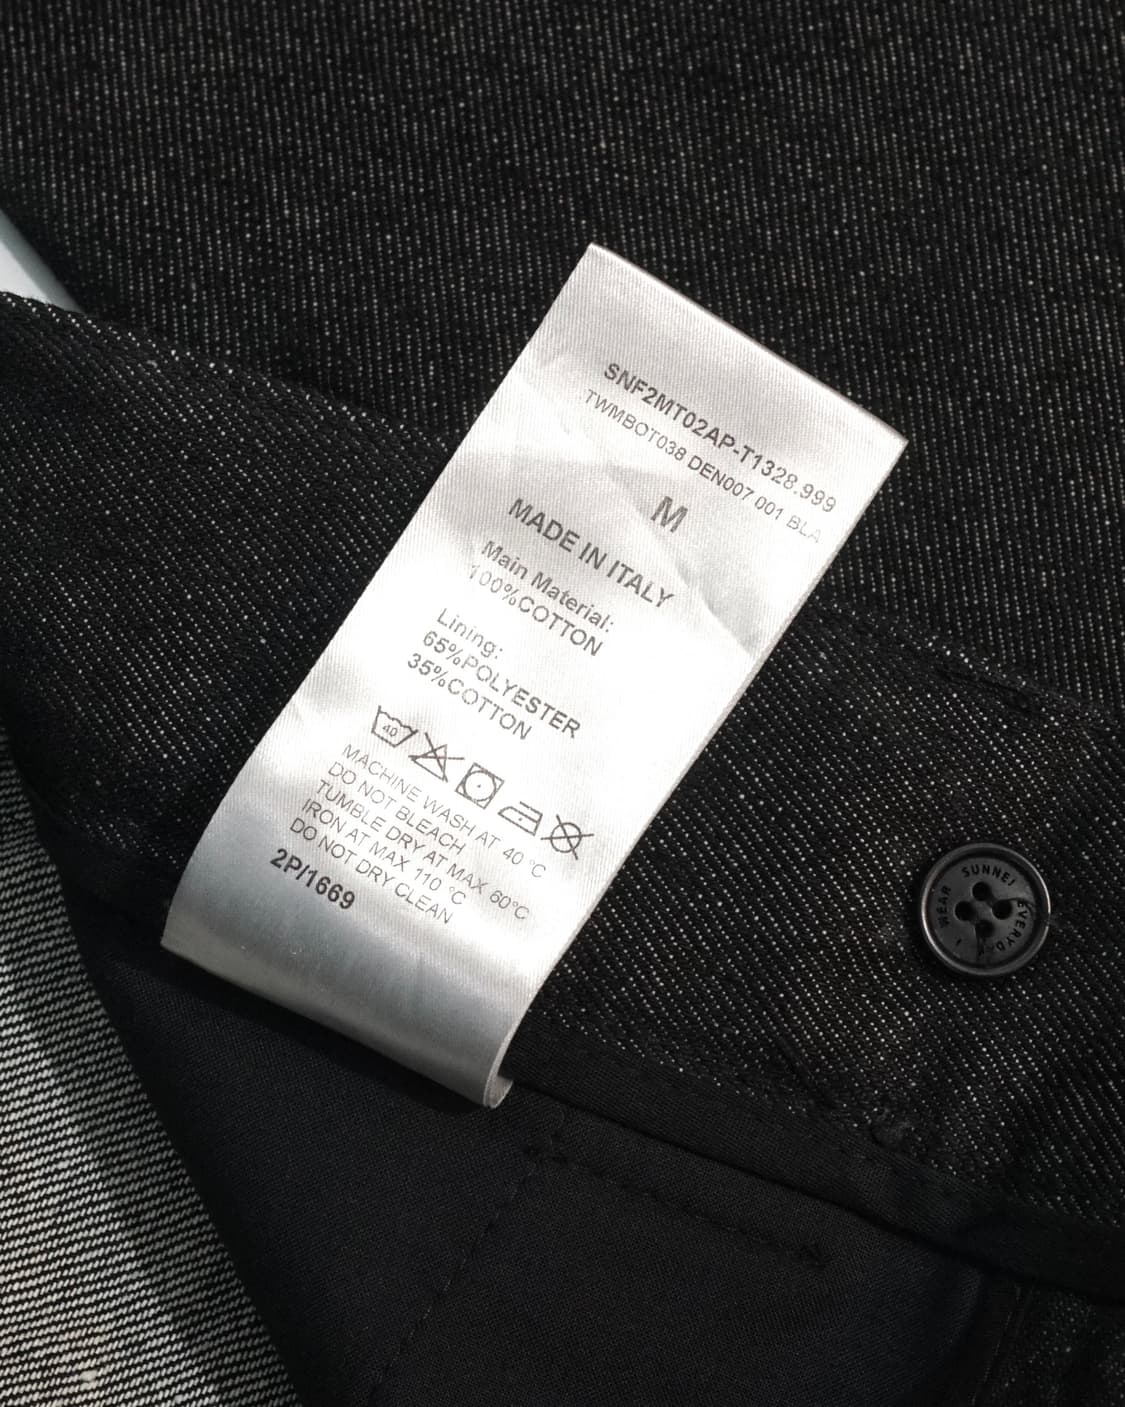 SNF2MT02AP-T1328.999
TWMBOT038 DEN007 001 BLA
M
MADE IN ITALY
Main Material:
100%COTTON
Lining:
65%POLYESTER
35%COTTON
40
MACHINE WASH AT 40 °C
DO NOT BLEACH
TUMBLE DRY AT MAX 60°C
IRON AT MAX 110 °C
DO NOT DRY CLEAN
2P/1669
I WEAR SUNNEI EVERYDAY